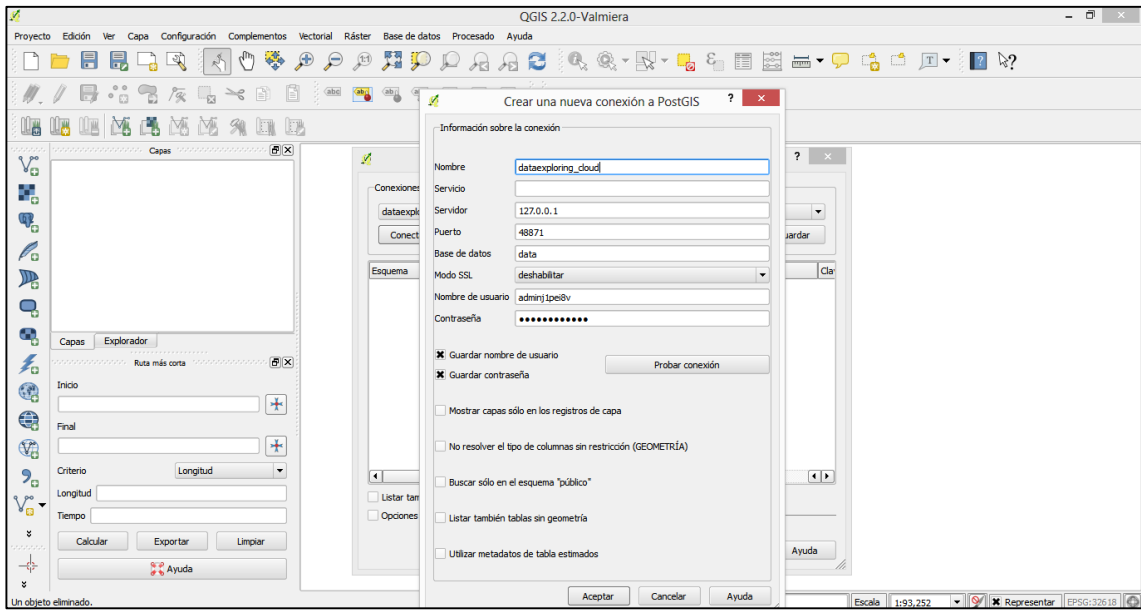 QGIS 2.2.0-Valmiera
Proyecto Edición Ver Capa Configuración Complementos Vectorial Ráster Base de datos Procesado Ayuda
Crear una nueva conexión a PostGIS
Información sobre la conexión
Nombre dataexploring_cloud
Servicio
Servidor 127.0.0.1
Puerto 48871
Base de datos data
Modo SSL deshabilitar
Nombre de usuario adminj1pei8v
Contraseña ●●●●●●●●●●●●
Guardar nombre de usuario
Guardar contraseña
Probar conexión
Mostrar capas sólo en los registros de capa
No resolver el tipo de columnas sin restricción (GEOMETRÍA)
Buscar sólo en el esquema "público"
Listar también tablas sin geometría
Utilizar metadatos de tabla estimados
Aceptar Cancelar Ayuda
Conexiones
dataexplo
Conect
uardar
Esquema
Clav
Listar tam
Opciones
Ayuda
Capas
Capas Explorador
Ruta más corta
Inicio
Final
Criterio Longitud
Longitud
Tiempo
Calcular Exportar Limpiar
Ayuda
Un objeto eliminado.
Escala 1:93,252 Representar EPSG:32618